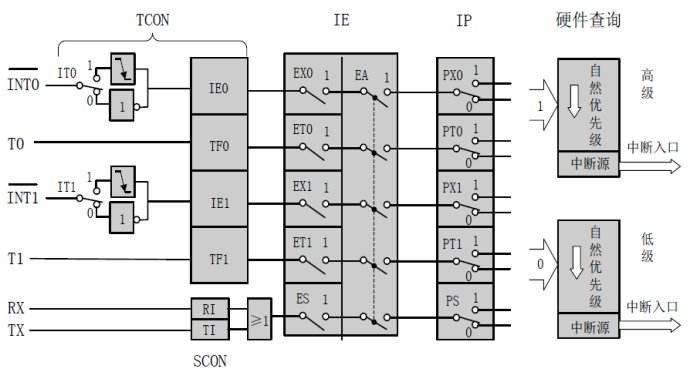 TCON IE IP 硬件查询
INT0 IT0 1 0 1 IE0 EX0 1 EA PX0 1 0
T0 TF0 ET0 1 PT0 1 0
INT1 IT1 1 0 1 IE1 EX1 1 PX1 1 0
T1 TF1 ET1 1 PT1 1 0
RX RI
TX TI
≥1 ES 1 PS 1 0
SCON
1
自然优先级
高级
中断源
中断入口
0
自然优先级
低级
中断源
中断入口